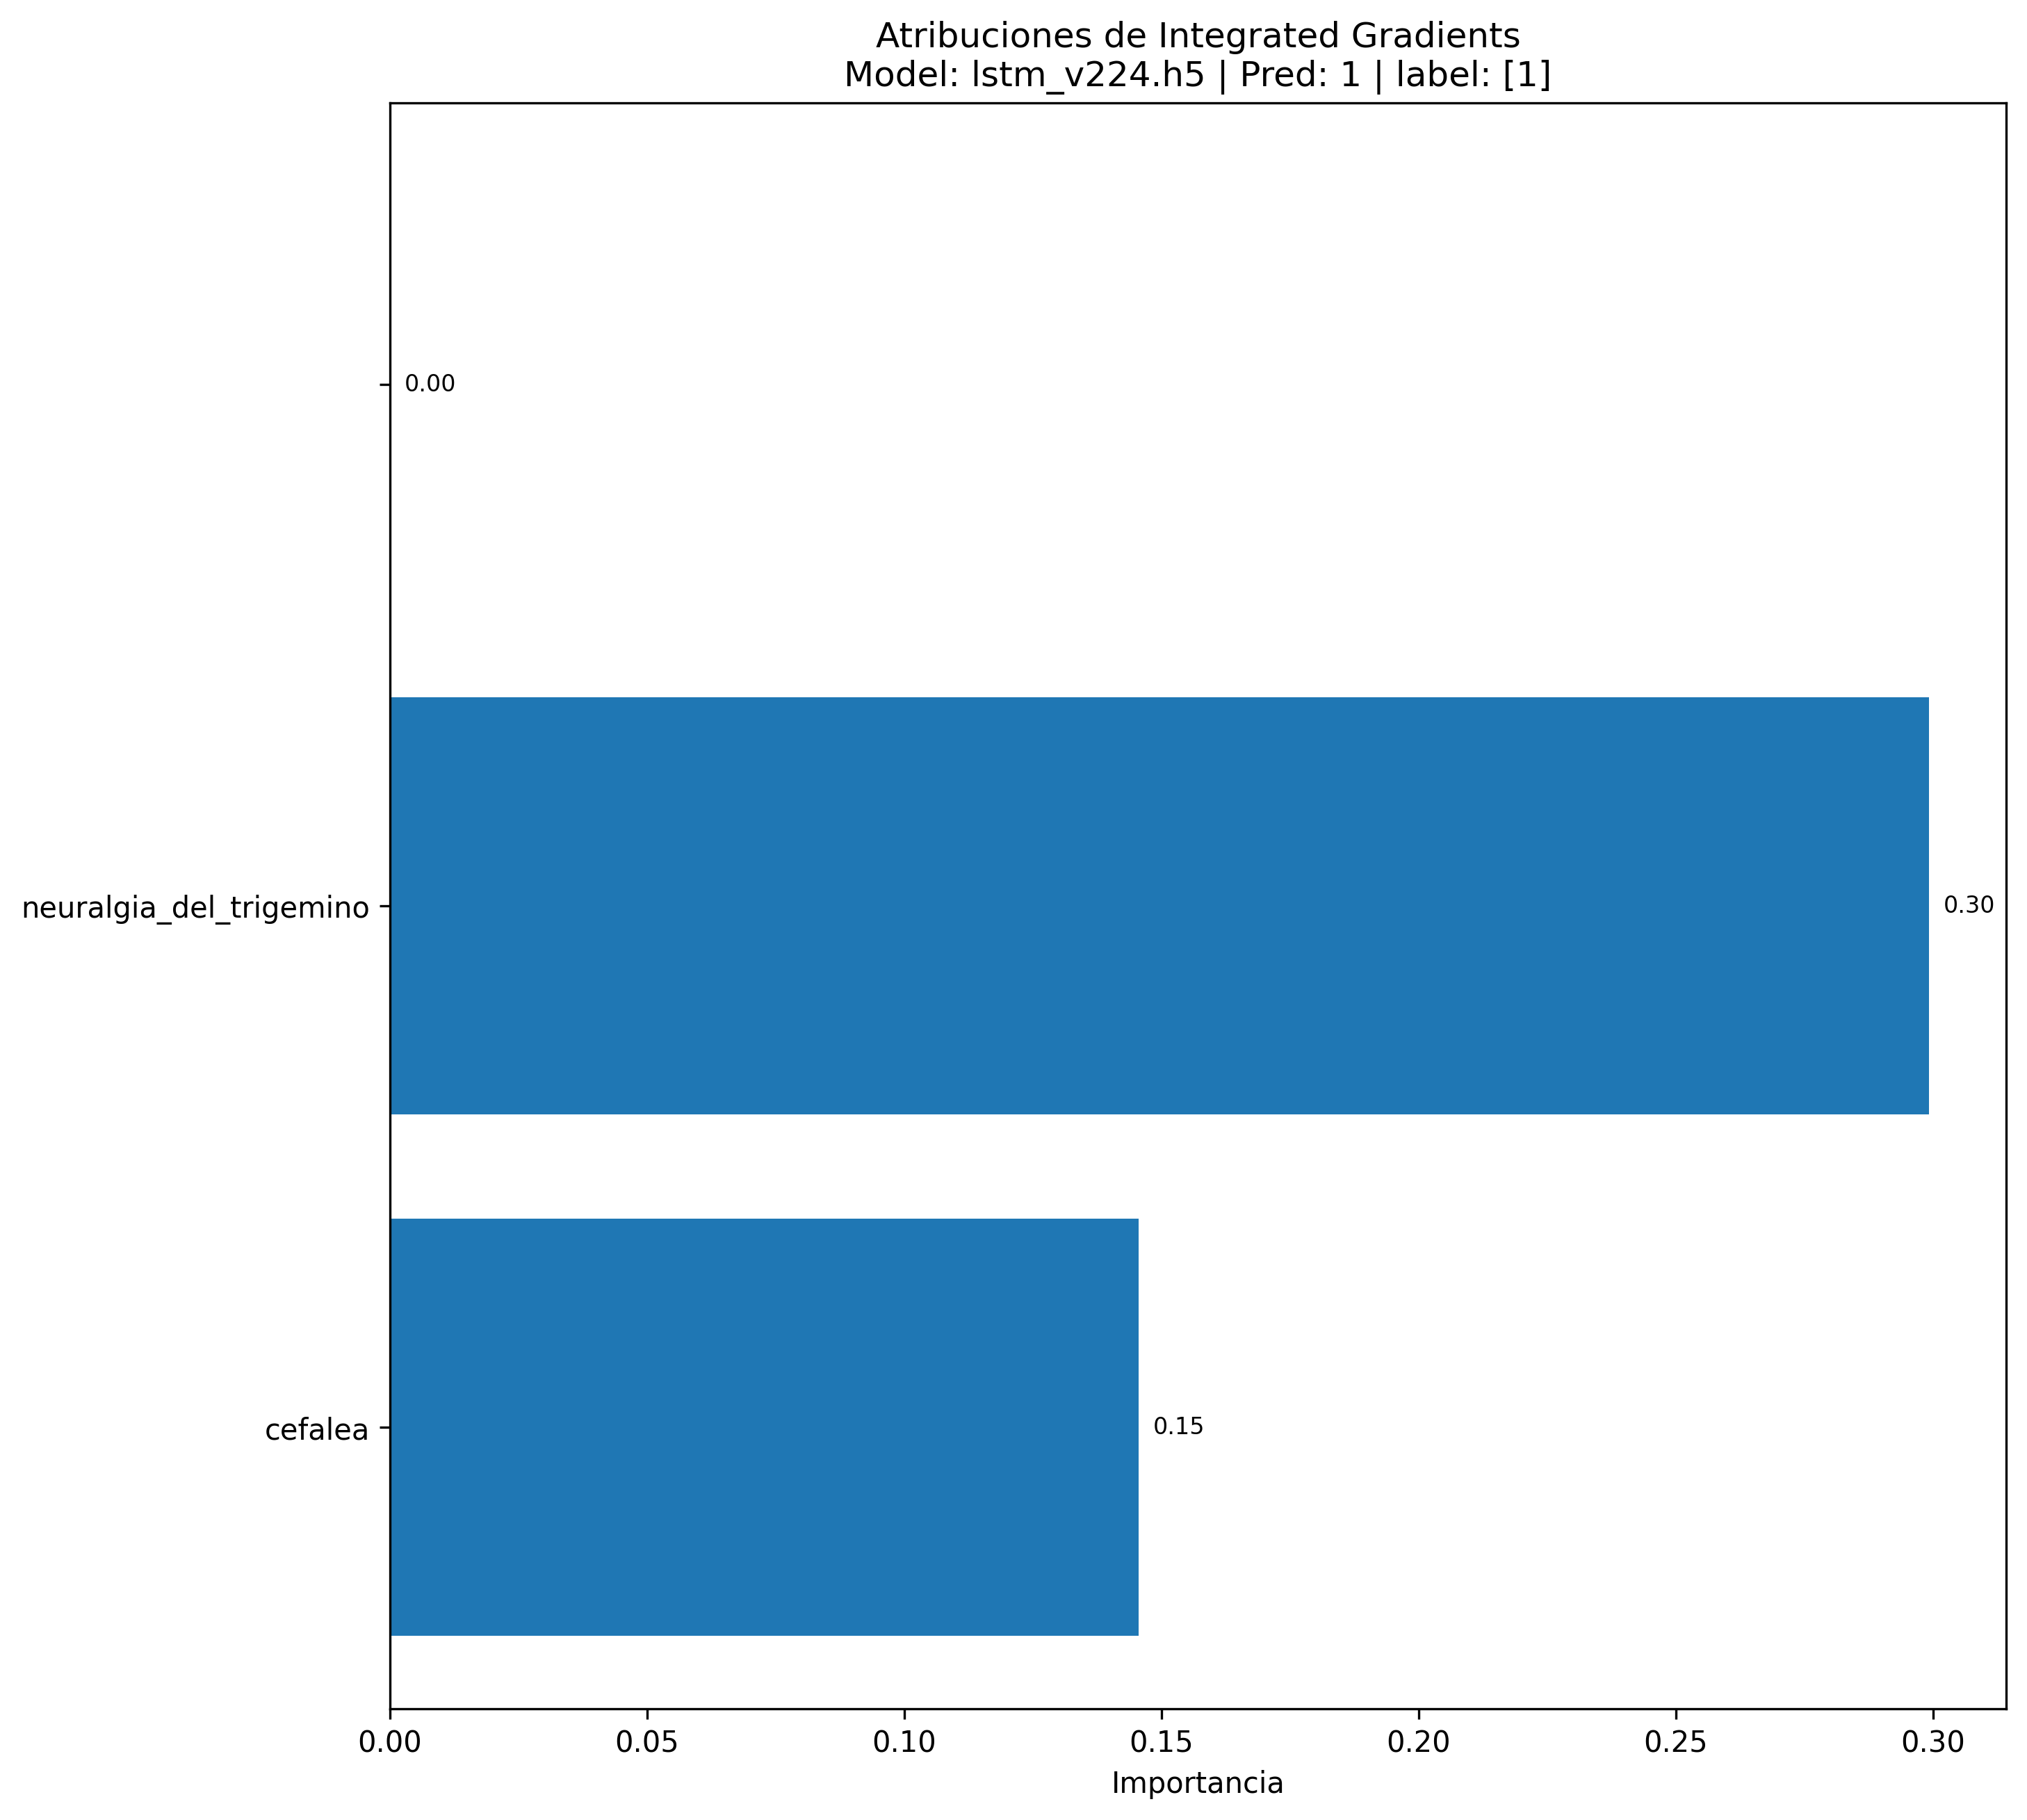 Atribuciones de Integrated Gradients
Model: lstm_v224.h5 | Pred: 1 | label: [1]
0.00
neuralgia_del_trigemino
0.30
cefalea
0.15
0.00 0.05 0.10 0.15 0.20 0.25 0.30
Importancia